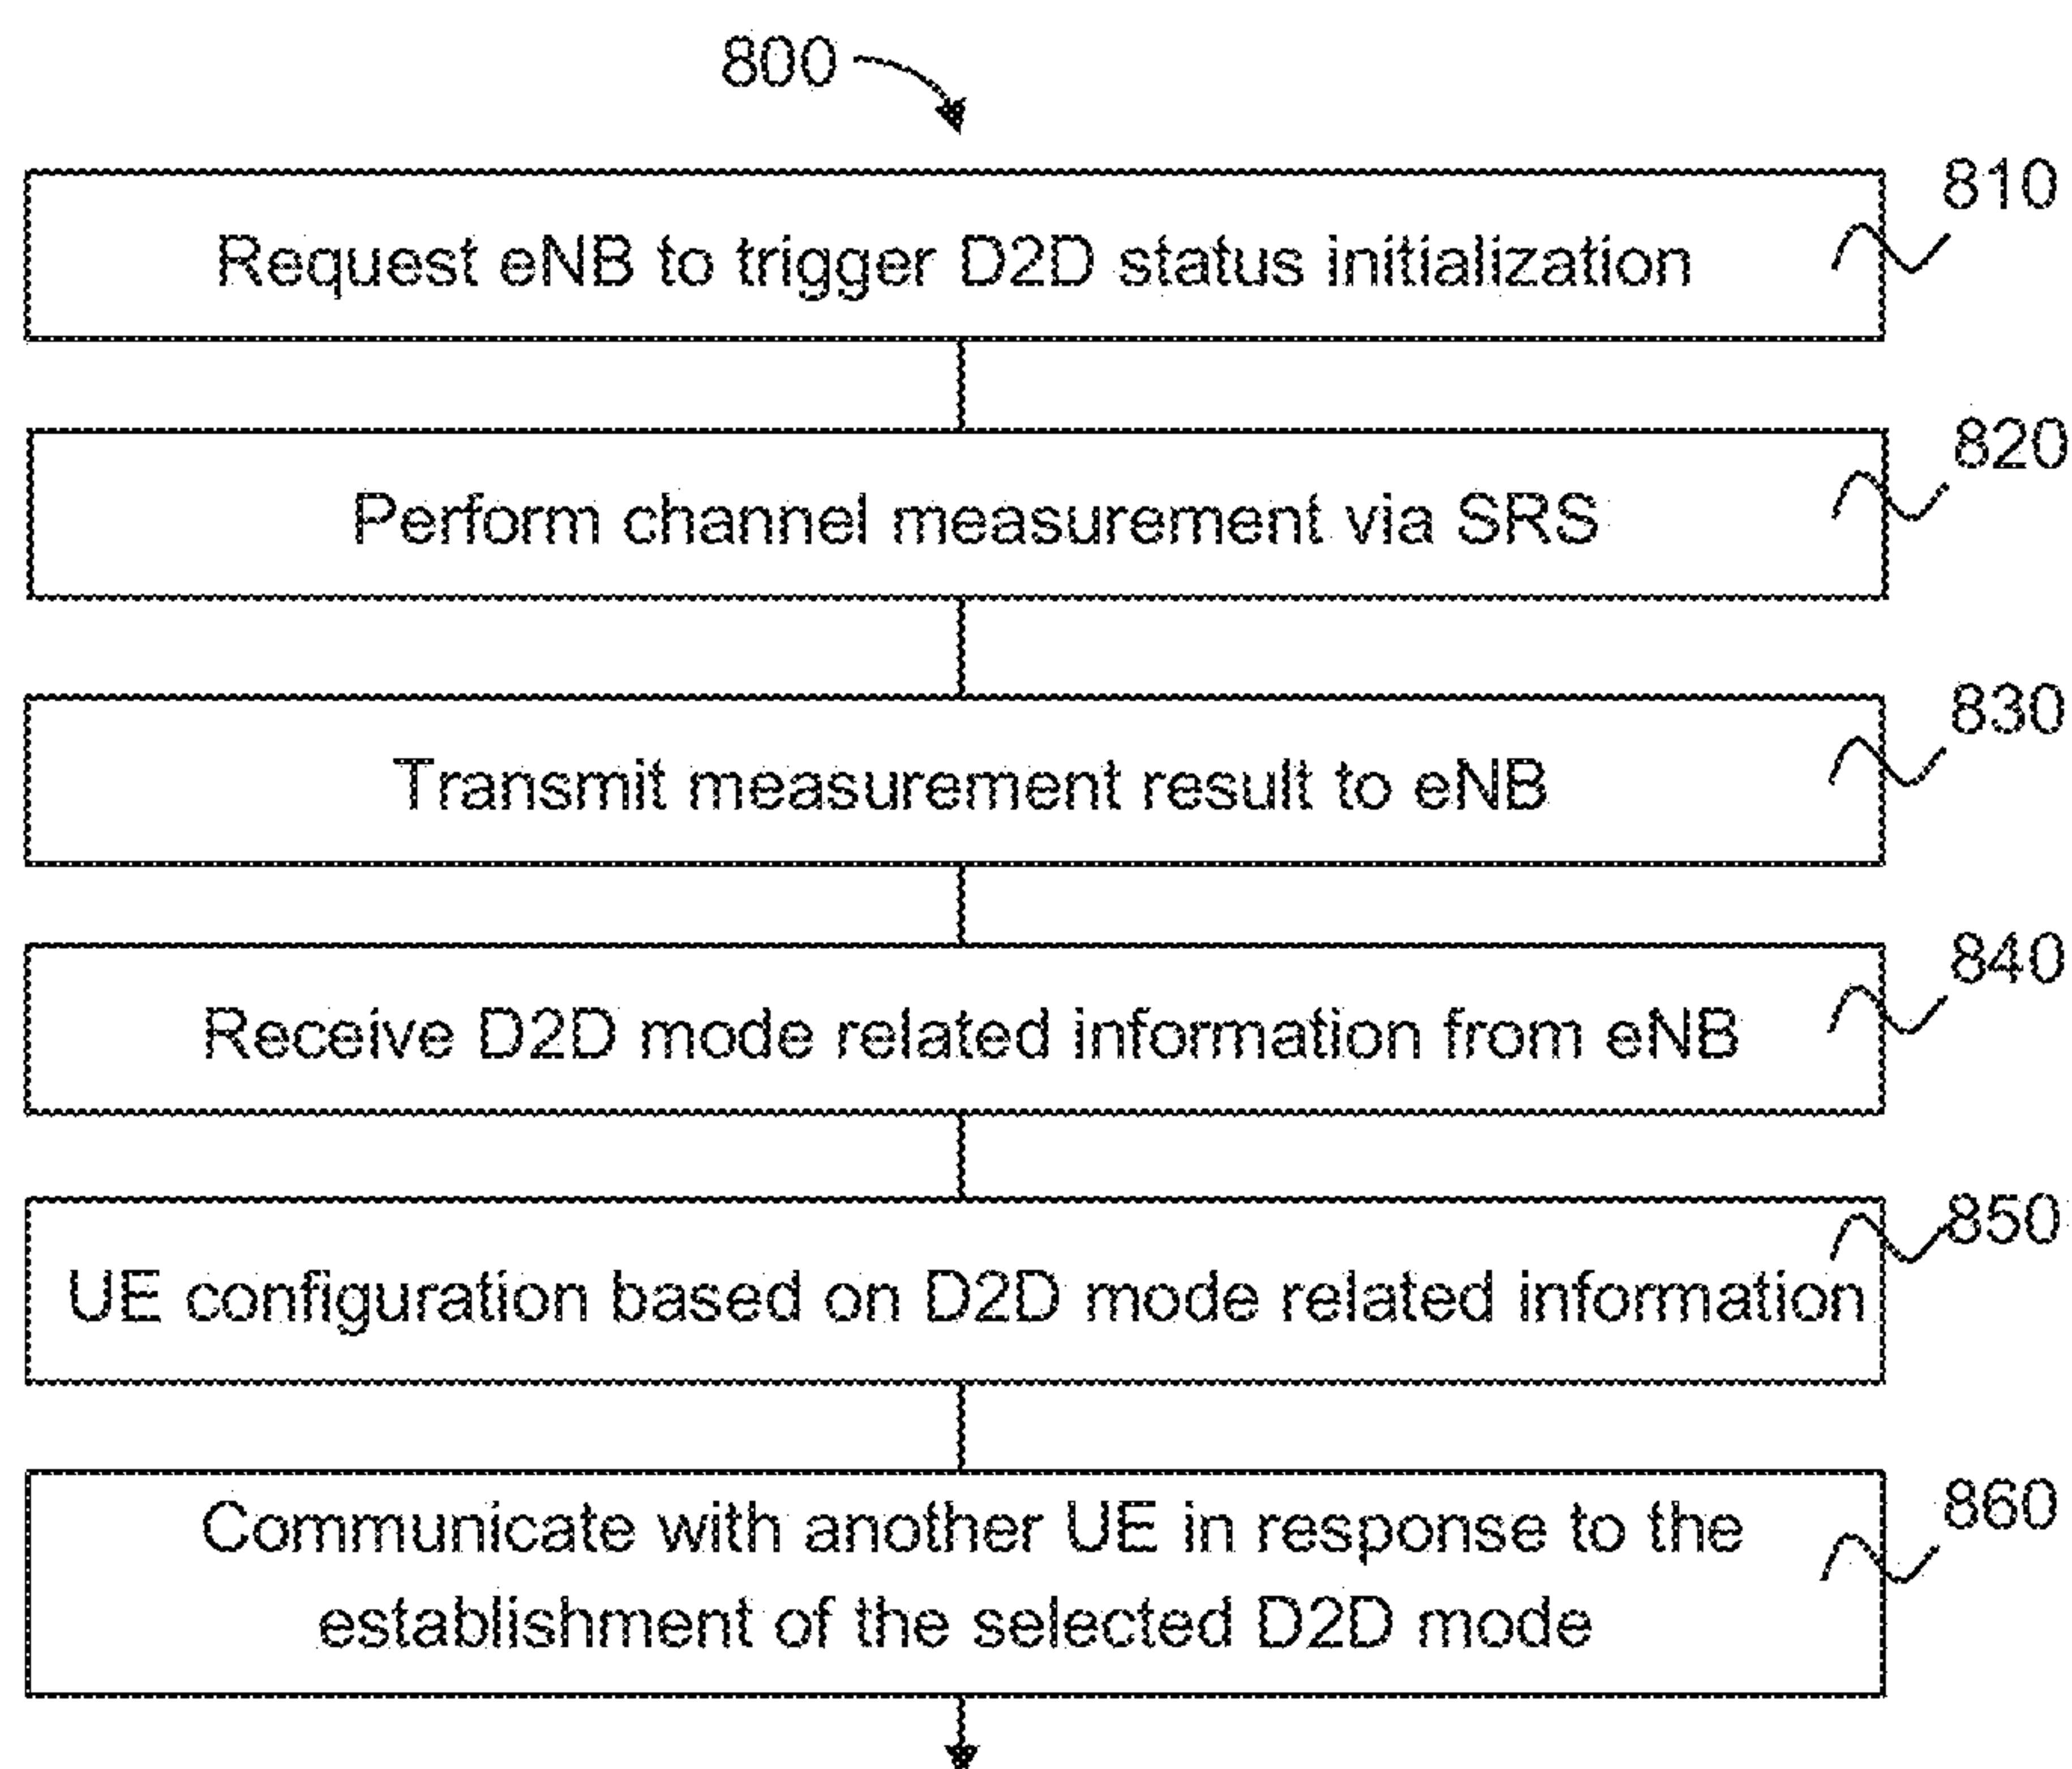 800
810
Request eNB to trigger D2D status initialization
820
Perform channel measurement via SRS
830
Transmit measurement result to eNB
840
Receive D2D mode related information from eNB
850
UE configuration based on D2D mode related information
860
Communicate with another UE in response to the
establishment of the selected D2D mode